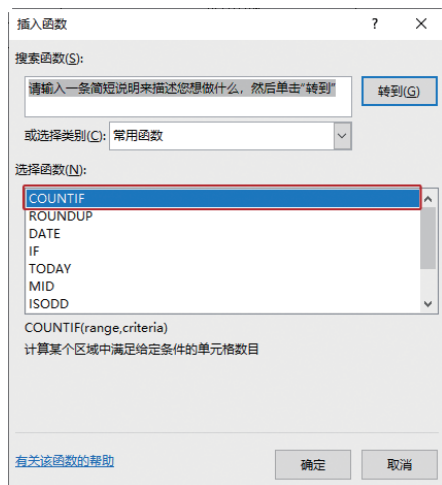 插入函数
? ×
搜索函数(S):
请输入一条简短说明来描述您想做什么，然后单击“转到”
转到(G)
或选择类别(C): 常用函数
选择函数(N):
COUNTIF
ROUNDUP
DATE
IF
TODAY
MID
ISODD
COUNTIF(range,criteria)
计算某个区域中满足给定条件的单元格数目
有关该函数的帮助
确定
取消